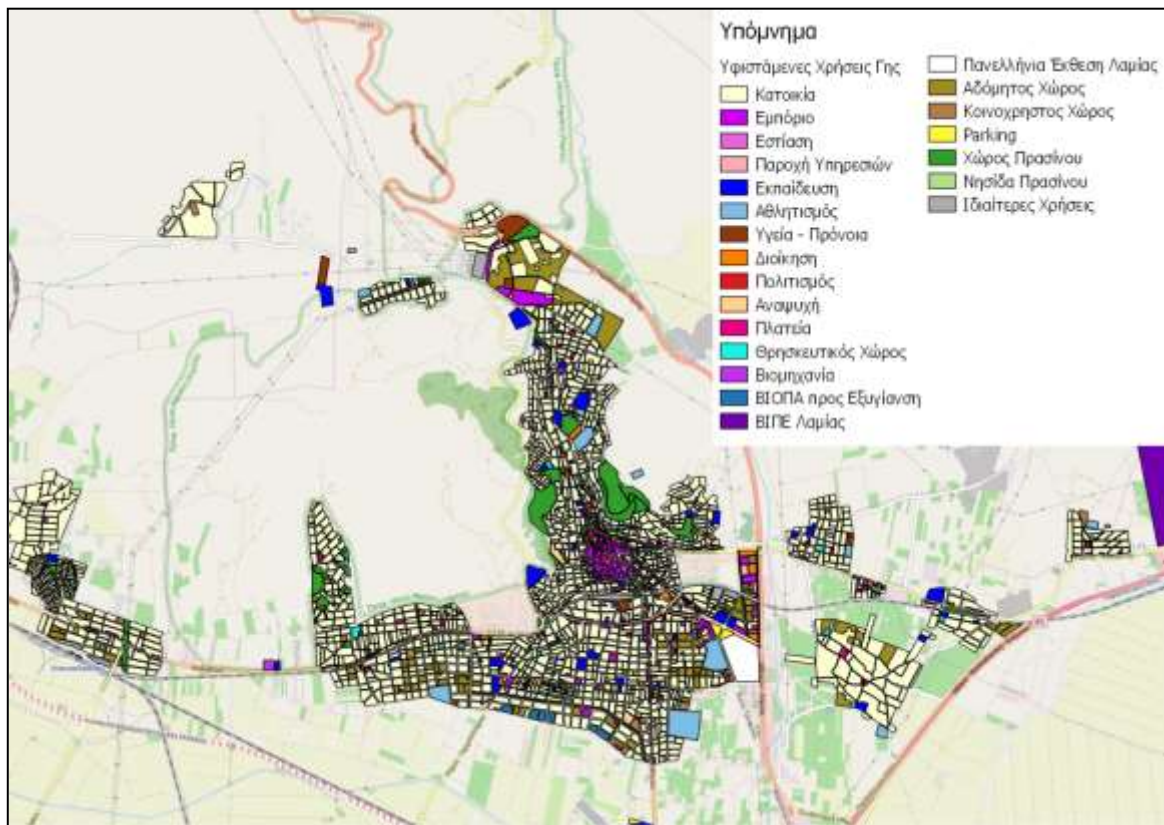 Υπόμνημα
Υφιστάμενες Χρήσεις Γης
Κατοικία
Εμπόριο
Εστίαση
Παροχή Υπηρεσιών
Εκπαίδευση
Αθλητισμός
Υγεία - Πρόνοια
Διοίκηση
Πολιτισμός
Αναψυχή
Πλατεία
Θρησκευτικός Χώρος
Βιομηχανία
ΒΙΟΠΑ προς Εξυγίανση
ΒΙΠΕ Λαμίας
Πανελλήνια Έκθεση Λαμίας
Αδόμητος Χώρος
Κοινοχρηστος Χώρος
Parking
Χώρος Πρασίνου
Νησίδα Πρασίνου
Ιδιαίτερες Χρήσεις